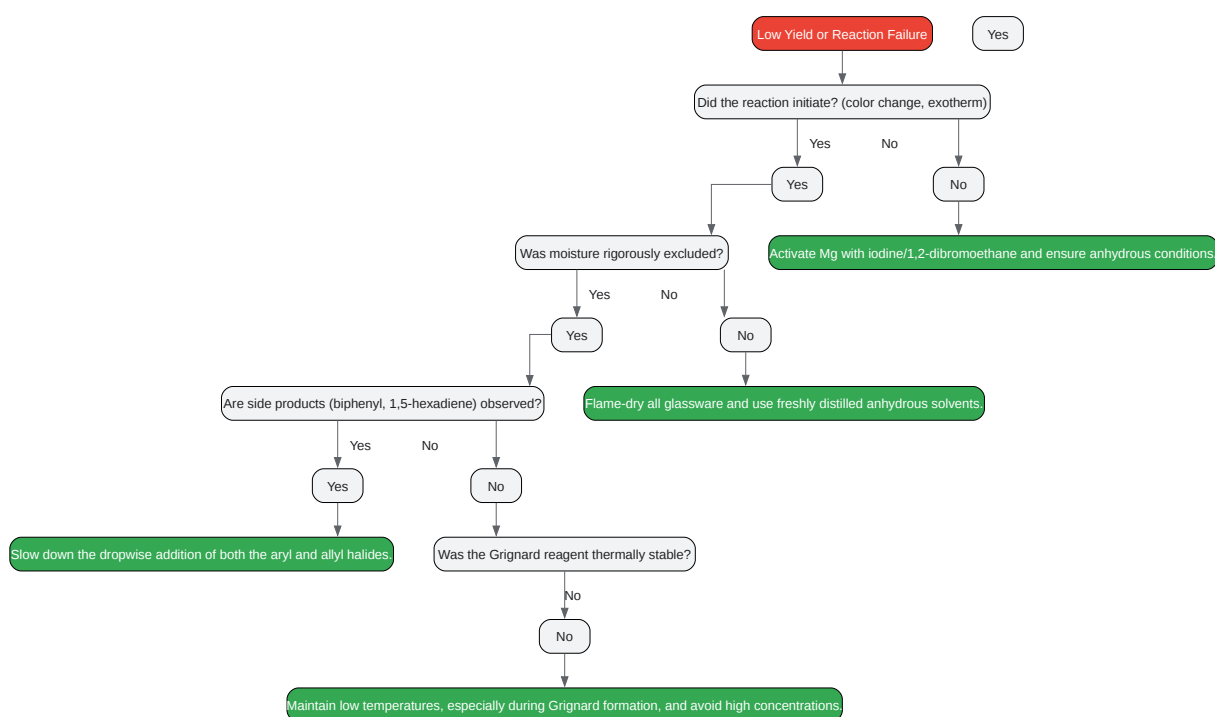 Low Yield or Reaction Failure
Yes
Did the reaction initiate? (color change, exotherm)
Yes
No
Yes
No
Was moisture rigorously excluded?
Activate Mg with iodine/1,2-dibromoethane and ensure anhydrous conditions.
Yes
No
Yes
No
Are side products (biphenyl, 1,5-hexadiene) observed?
Flame-dry all glassware and use freshly distilled anhydrous solvents.
Yes
No
Yes
No
Slow down the dropwise addition of both the aryl and allyl halides.
Was the Grignard reagent thermally stable?
No
No
Maintain low temperatures, especially during Grignard formation, and avoid high concentrations.